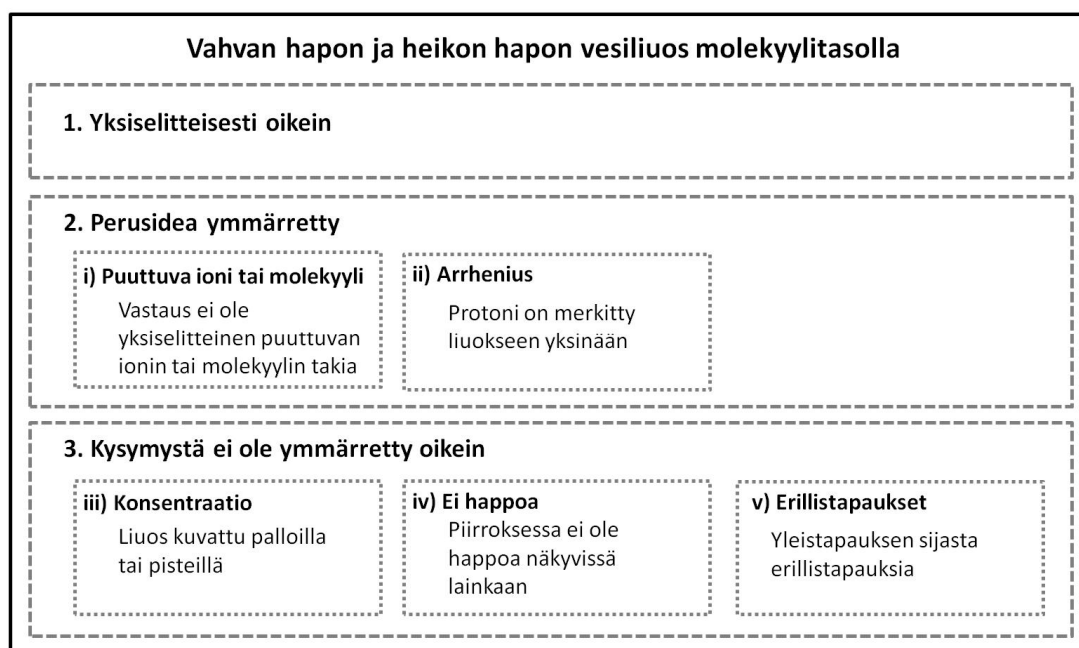 Vahvan hapon ja heikon hapon vesiliuos molekyylitasolla
1. Yksiselitteisesti oikein
2. Perusidea ymmärretty
i) Puuttuva ioni tai molekyyli
Vastaus ei ole
yksiselitteinen puuttuvan
ionin tai molekyylin takia
ii) Arrhenius
Protoni on merkitty
liuokseen yksinään
3. Kysymystä ei ole ymmärretty oikein
iii) Konsentraatio
Liuos kuvattu palloilla
tai pisteillä
iv) Ei happoa
Piirroksessa ei ole
happoa näkyvissä
lainkaan
v) Erillistapaukset
Yleistapauksen sijasta
erillistapauksia